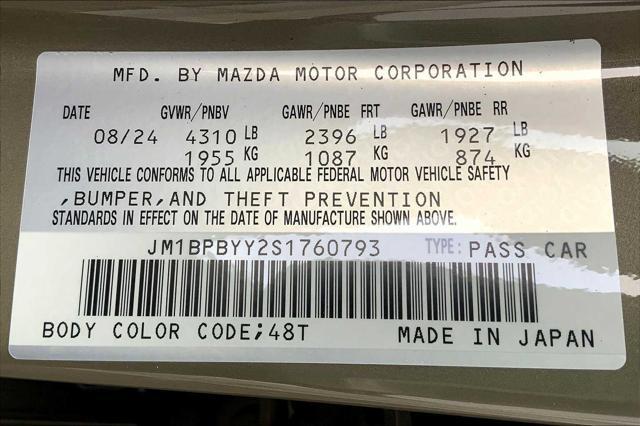 MFD. BY MAZDA MOTOR CORPORATION
DATE GVWR/PNBV GAWR/PNBE FRT GAWR/PNBE RR
08/24 4310 LB 2396 LB 1927 LB
1955 KG 1087 KG 874 KG
THIS VEHICLE CONFORMS TO ALL APPLICABLE FEDERAL MOTOR VEHICLE SAFETY
,BUMPER,AND THEFT PREVENTION
STANDARDS IN EFFECT ON THE DATE OF MANUFACTURE SHOWN ABOVE.
JM1BPBYY2S1760793 TYPE: PASS CAR
BODY COLOR CODE;48T MADE IN JAPAN